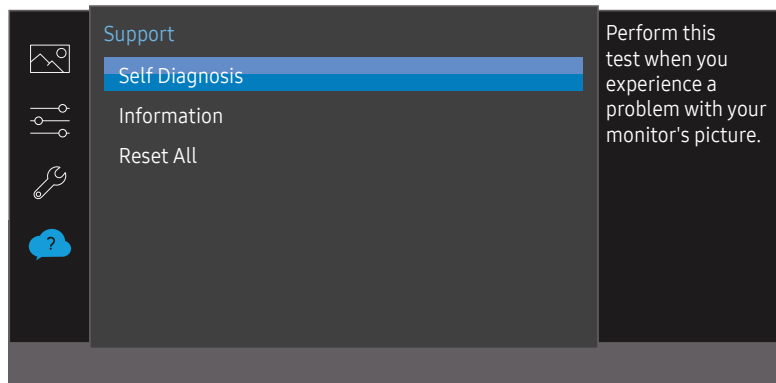 Support
Self Diagnosis
Information
Reset All
?
Perform this
test when you
experience a
problem with your
monitor's picture.